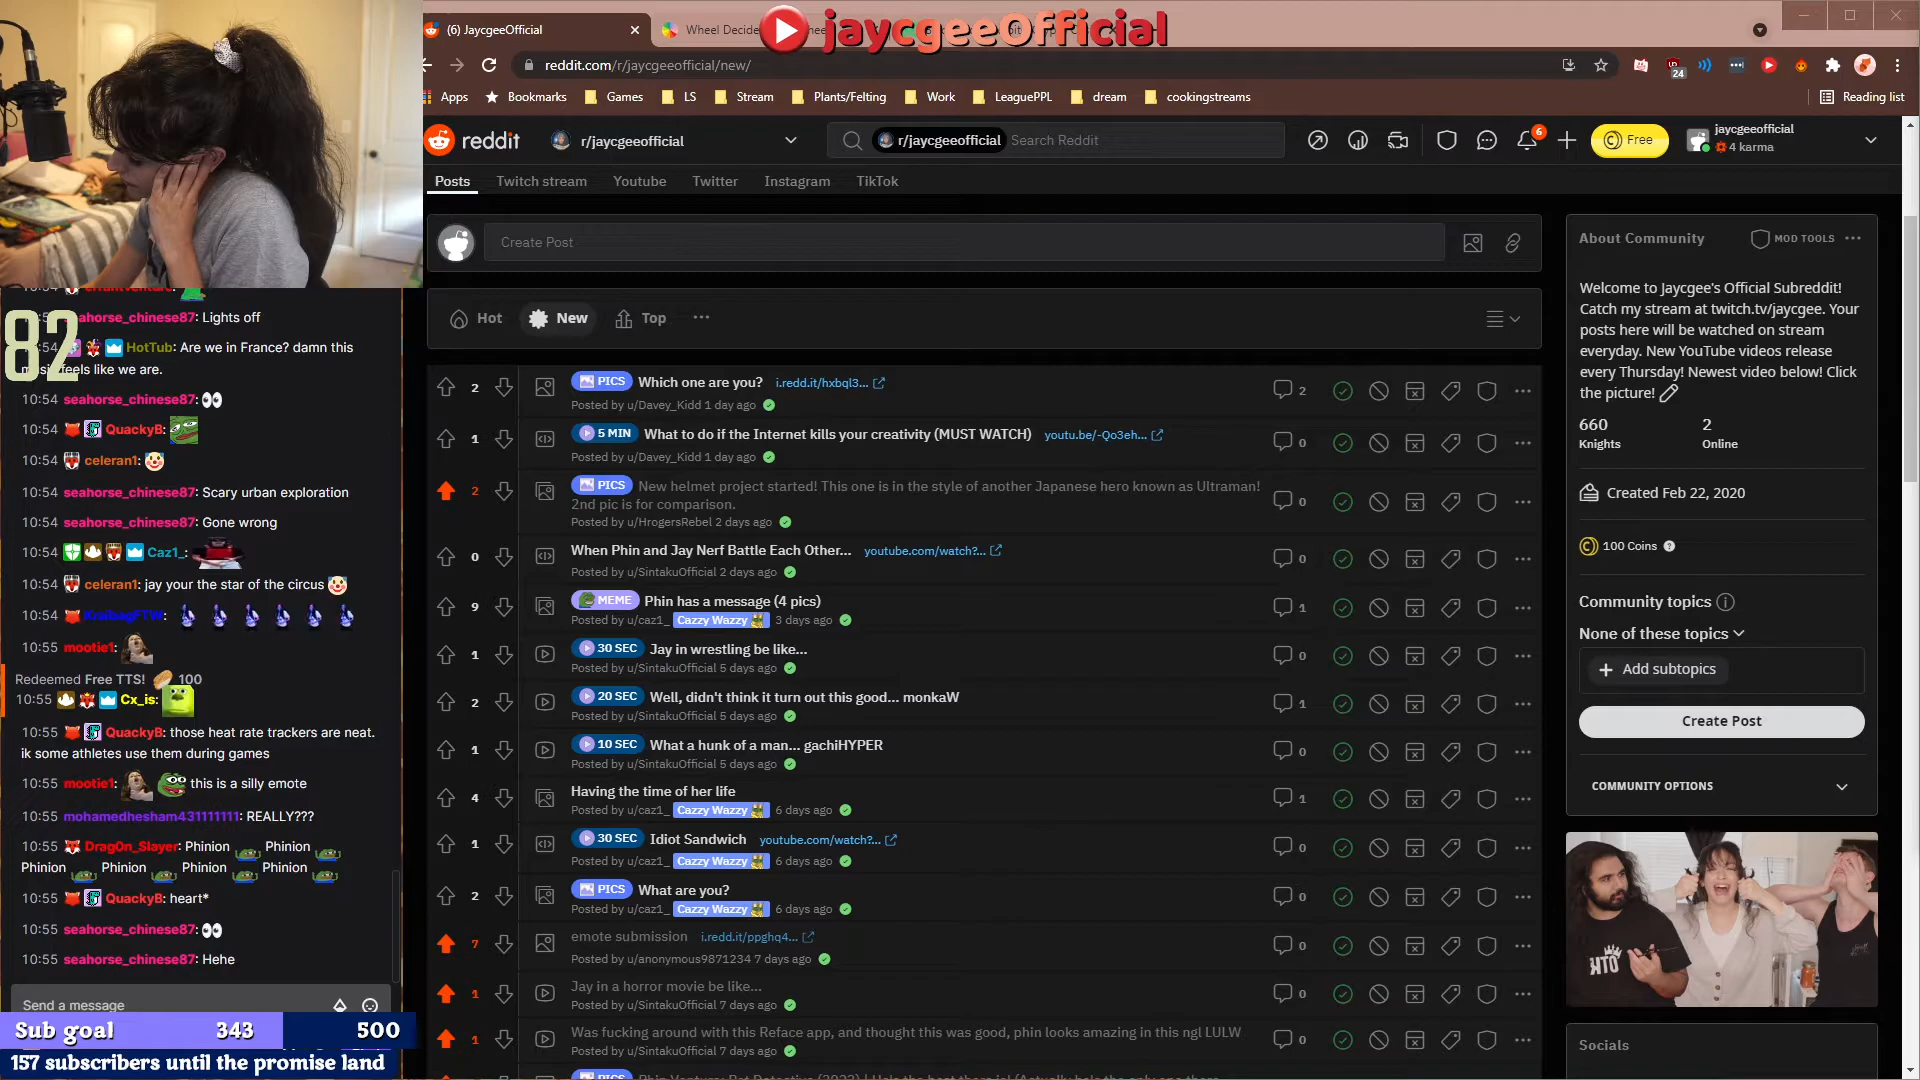 (6) JaycgeeOfficial
Wheel Decide
jaycgeeOfficial
reddit.com/r/jaycgeeofficial/new/
24
Apps
Bookmarks
Games
LS
Stream
Plants/Felting
Work
LeaguePPL
dream
cookingstreams
Reading list
reddit
r/jaycgeeofficial
r/jaycgeeofficial
Search Reddit
6
Free
jaycgeeofficial
4 karma
Posts
Twitch stream
Youtube
Twitter
Instagram
TikTok
Create Post
Hot
New
Top
2
PICS Which one are you? i.redd.it/hxbql3...
Posted by u/Davey_Kidd 1 day ago
2
1
5 MIN What to do if the Internet kills your creativity (MUST WATCH) youtu.be/-Qo3eh...
Posted by u/Davey_Kidd 1 day ago
0
2
PICS New helmet project started! This one is in the style of another Japanese hero known as Ultraman!
2nd pic is for comparison.
Posted by u/HrogersRebel 2 days ago
0
0
When Phin and Jay Nerf Battle Each Other... youtube.com/watch?...
Posted by u/SintakuOfficial 2 days ago
0
9
MEME Phin has a message (4 pics)
Posted by u/caz1_ Cazzy Wazzy 3 days ago
1
1
30 SEC Jay in wrestling be like...
Posted by u/SintakuOfficial 5 days ago
0
2
20 SEC Well, didn't think it turn out this good... monkaW
Posted by u/SintakuOfficial 5 days ago
1
1
10 SEC What a hunk of a man... gachiHYPER
Posted by u/SintakuOfficial 5 days ago
0
4
Having the time of her life
Posted by u/caz1_ Cazzy Wazzy 6 days ago
1
1
30 SEC Idiot Sandwich youtube.com/watch?...
Posted by u/caz1_ Cazzy Wazzy 6 days ago
0
2
PICS What are you?
Posted by u/caz1_ Cazzy Wazzy 6 days ago
0
7
emote submission i.redd.it/ppghq4...
Posted by u/anonymous9871234 7 days ago
0
1
Jay in a horror movie be like...
Posted by u/SintakuOfficial 7 days ago
0
1
Was fucking around with this Reface app, and thought this was good, phin looks amazing in this ngl LULW
Posted by u/SintakuOfficial 7 days ago
0
About Community
MOD TOOLS
Welcome to Jaycgee's Official Subreddit!
Catch my stream at twitch.tv/jaycgee. Your
posts here will be watched on stream
everyday. New YouTube videos release
every Thursday! Newest video below! Click
the picture!
660
Knights
2
Online
Created Feb 22, 2020
100 Coins
Community topics
None of these topics
Add subtopics
Create Post
COMMUNITY OPTIONS
KTO
Socials
82
seahorse_chinese87: Lights off
:54 HotTub: Are we in France? damn this
feels like we are.
10:54 seahorse_chinese87:
10:54 QuackyB:
10:54 celeran1:
10:54 seahorse_chinese87: Scary urban exploration
10:54 seahorse_chinese87: Gone wrong
10:54 Caz1_:
10:54 celeran1: jay your the star of the circus
10:54
10:55 mootie1:
Redeemed Free TTS! 100
10:55 Cx_is:
10:55 QuackyB: those heat rate trackers are neat.
ik some athletes use them during games
10:55 mootie1: this is a silly emote
10:55 mohamedhesham431111111: REALLY???
10:55 Drag0n_Slayer: Phinion Phinion
Phinion Phinion Phinion Phinion
10:55 QuackyB: heart*
10:55 seahorse_chinese87:
10:55 seahorse_chinese87: Hehe
Send a message
Sub goal 343 500
157 subscribers until the promise land